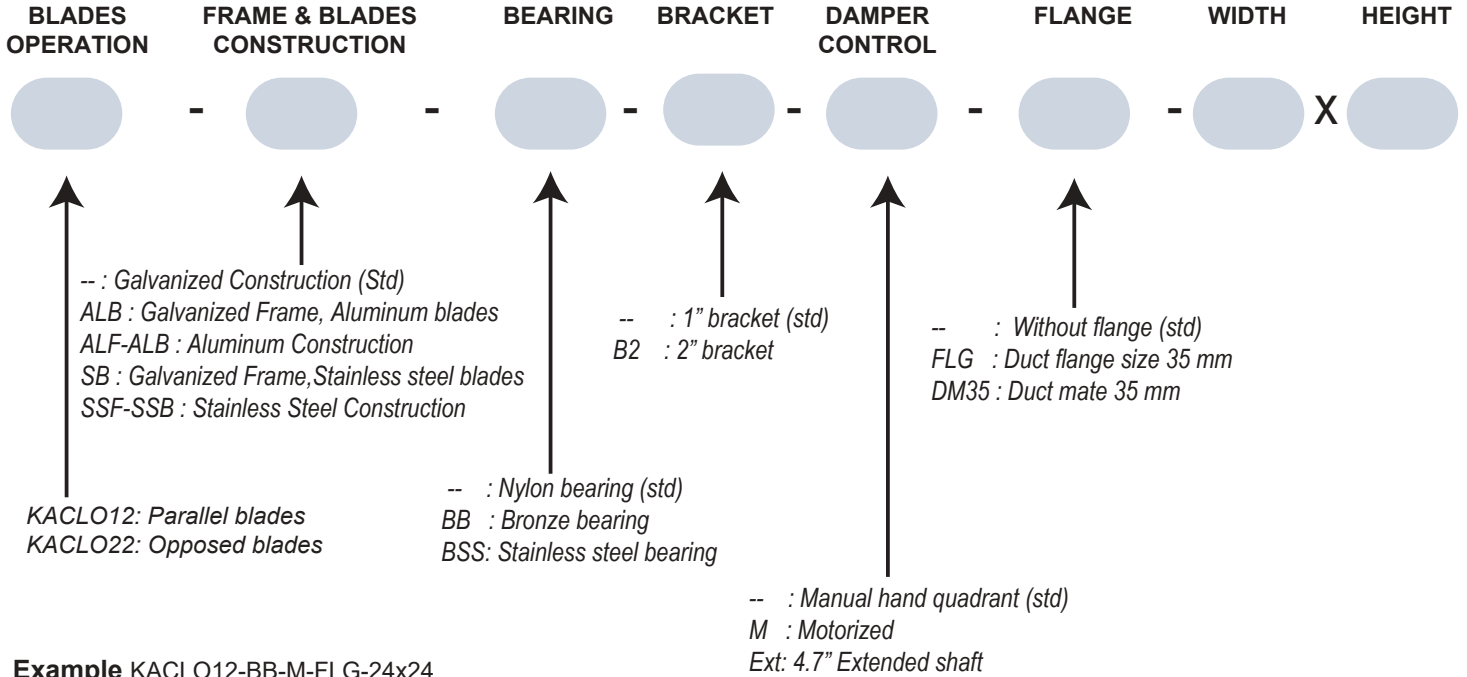 BLADES OPERATION
FRAME & BLADES CONSTRUCTION
BEARING
BRACKET
DAMPER CONTROL
FLANGE
WIDTH
HEIGHT
- - - - - - X
-- : Galvanized Construction (Std)
ALB : Galvanized Frame, Aluminum blades
ALF-ALB : Aluminum Construction
SB : Galvanized Frame,Stainless steel blades
SSF-SSB : Stainless Steel Construction
-- : 1” bracket (std)
B2 : 2” bracket
-- : Without flange (std)
FLG : Duct flange size 35 mm
DM35 : Duct mate 35 mm
KACLO12: Parallel blades
KACLO22: Opposed blades
-- : Nylon bearing (std)
BB : Bronze bearing
BSS: Stainless steel bearing
-- : Manual hand quadrant (std)
M : Motorized
Ext: 4.7” Extended shaft
Example KACLO12-BB-M-FLG-24x24